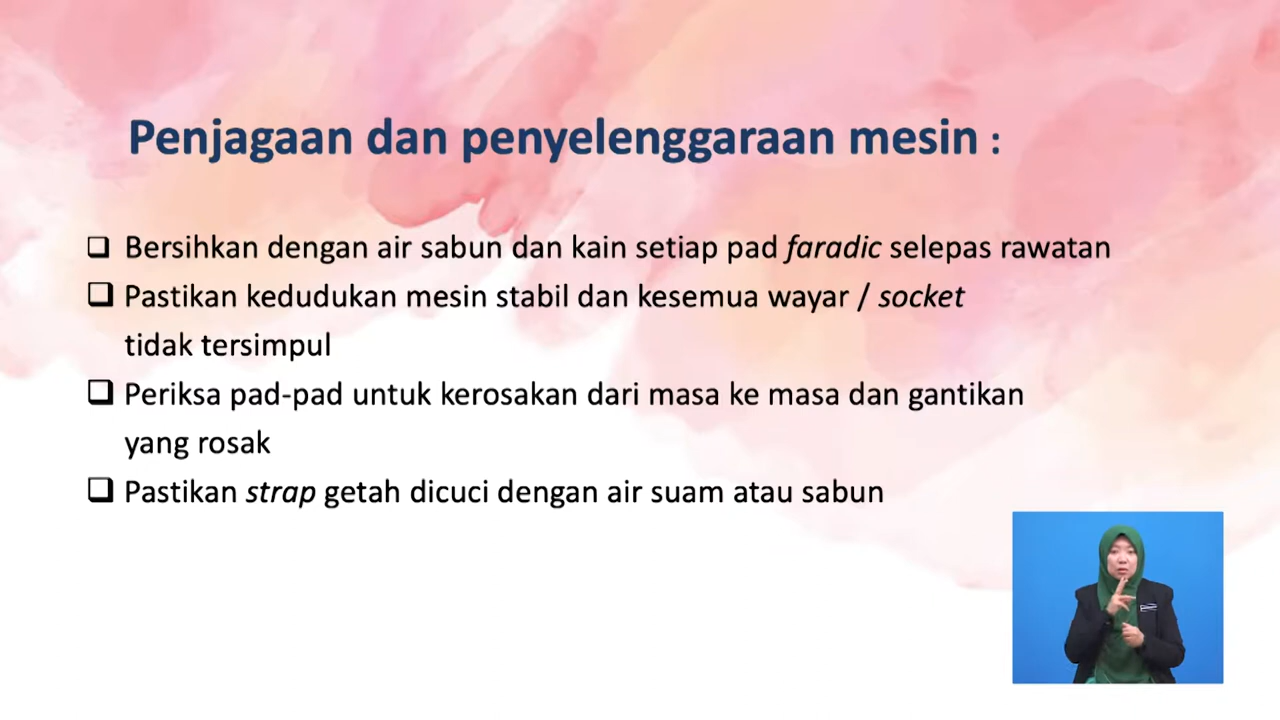 Penjagaan dan penyelenggaraan mesin :
Bersihkan dengan air sabun dan kain setiap pad faradic selepas rawatan
Pastikan kedudukan mesin stabil dan kesemua wayar / socket
tidak tersimpul
Periksa pad-pad untuk kerosakan dari masa ke masa dan gantikan
yang rosak
Pastikan strap getah dicuci dengan air suam atau sabun